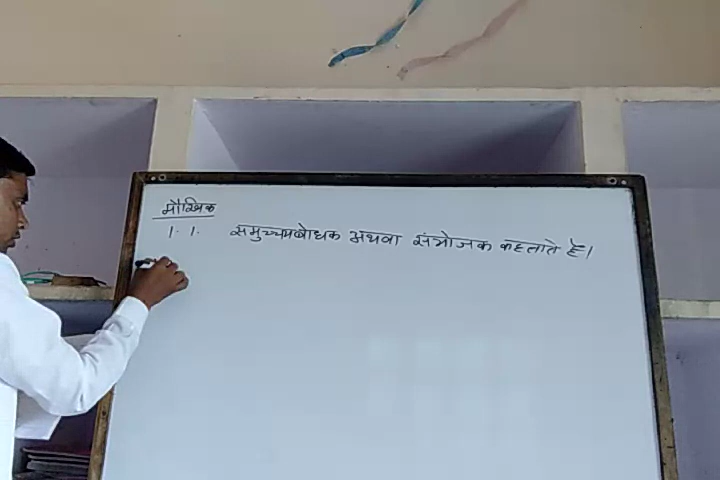 मौखिक
1. 1. समुच्चयबोधक अथवा संयोजक कहलाते हैं।